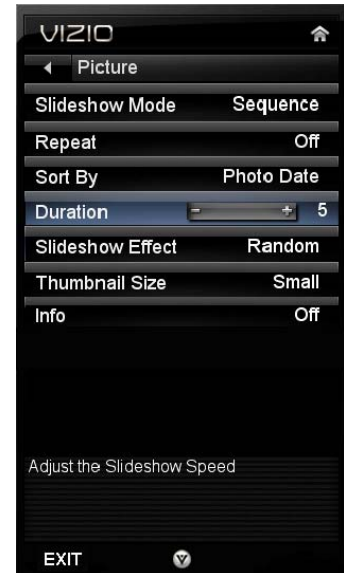 VIZIO
Picture
Slideshow Mode Sequence
Repeat Off
Sort By Photo Date
Duration - + 5
Slideshow Effect Random
Thumbnail Size Small
Info Off
Adjust the Slideshow Speed
EXIT V